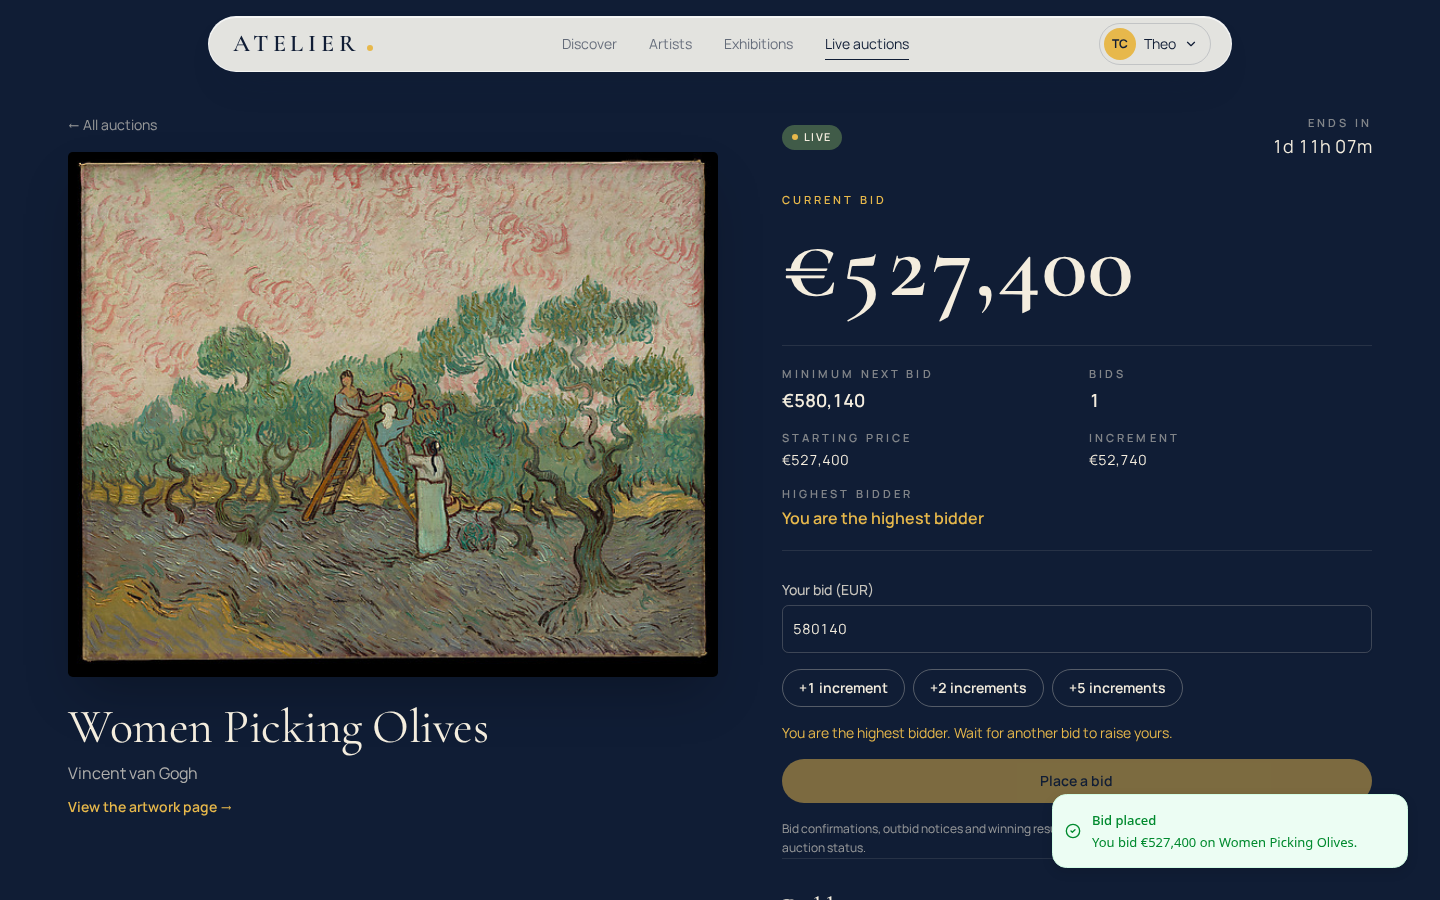 ATELIER
Discover
Artists
Exhibitions
Live auctions
TC
Theo
← All auctions
LIVE
ENDS IN
1d 11h 07m
CURRENT BID
€527,400
MINIMUM NEXT BID
BIDS
€580,140
1
STARTING PRICE
INCREMENT
€527,400
€52,740
HIGHEST BIDDER
You are the highest bidder
Your bid (EUR)
580140
+1 increment
+2 increments
+5 increments
You are the highest bidder. Wait for another bid to raise yours.
Place a bid
Women Picking Olives
Vincent van Gogh
View the artwork page →
Bid confirmations, outbid notices and winning
auction status.
Bid placed
You bid €527,400 on Women Picking Olives.